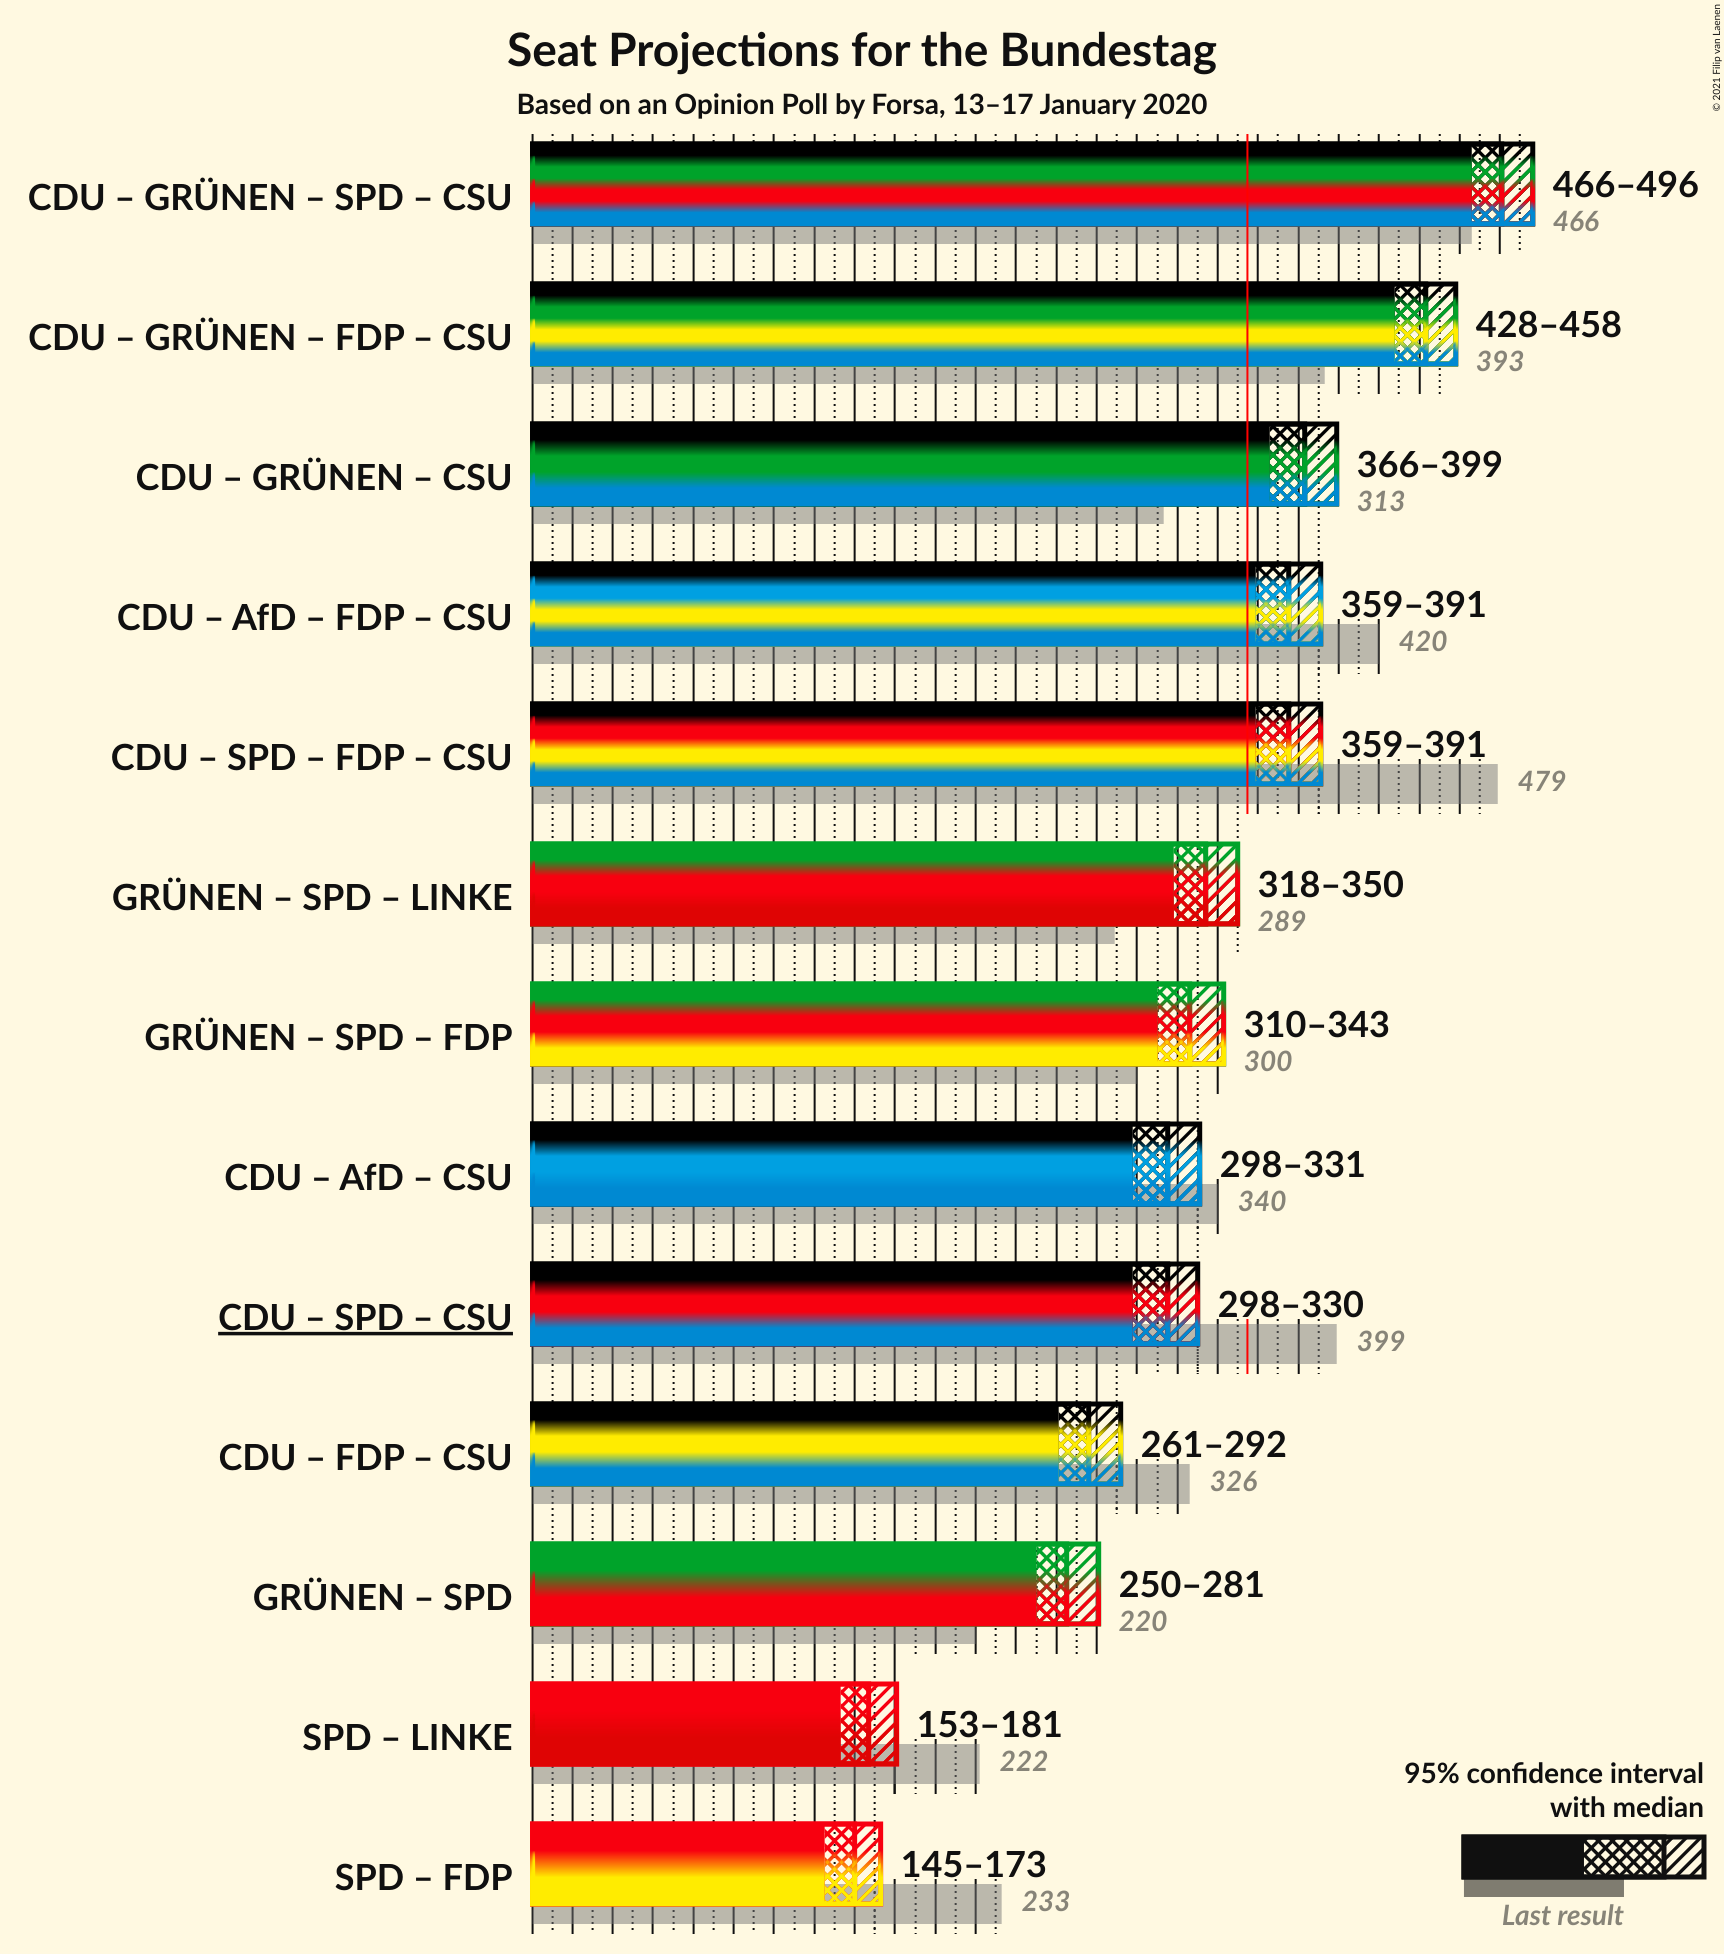 Seat Projections for the Bundestag
Based on an Opinion Poll by Forsa, 13–17 January 2020
© 2021 Filip van Laenen
CDU – GRÜNEN – SPD – CSU
466–496
466
CDU – GRÜNEN – FDP – CSU
428–458
393
CDU – GRÜNEN – CSU
366–399
313
CDU – AfD – FDP – CSU
359–391
420
CDU – SPD – FDP – CSU
359–391
479
GRÜNEN – SPD – LINKE
318–350
289
GRÜNEN – SPD – FDP
310–343
300
CDU – AfD – CSU
298–331
340
CDU – SPD – CSU
298–330
399
CDU – FDP – CSU
261–292
326
GRÜNEN – SPD
250–281
220
SPD – LINKE
153–181
222
SPD – FDP
145–173
233
95% confidence interval
with median
Last result